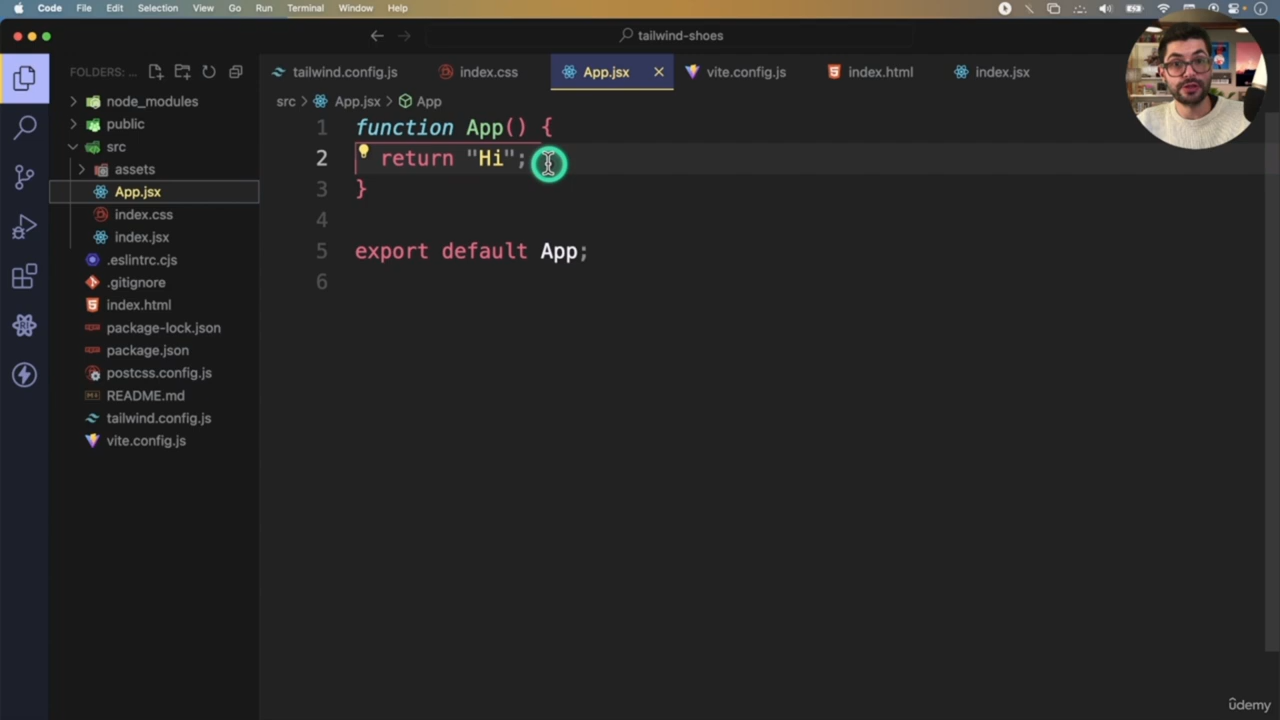 Code File Edit Selection View Go Run Terminal Window Help
tailwind-shoes
FOLDERS: ...
tailwind.config.js index.css App.jsx vite.config.js index.html index.jsx
src > App.jsx > App
node_modules
public
src
assets
App.jsx
index.css
index.jsx
.eslintrc.cjs
.gitignore
index.html
package-lock.json
package.json
postcss.config.js
README.md
tailwind.config.js
vite.config.js
1 function App() {
2 return "Hi";
3 }
4
5 export default App;
6
ûdemy